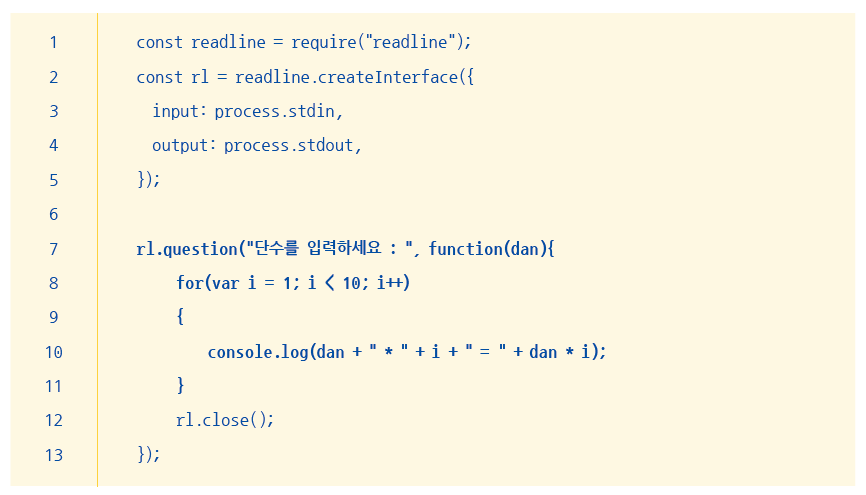 1 const readline = require("readline");
2 const rl = readline.createInterface({
3 input: process.stdin,
4 output: process.stdout,
5 });
6
7 rl.question("단수를 입력하세요 : ", function(dan){
8 for(var i = 1; i < 10; i++)
9 {
10 console.log(dan + " * " + i + " = " + dan * i);
11 }
12 rl.close();
13 });